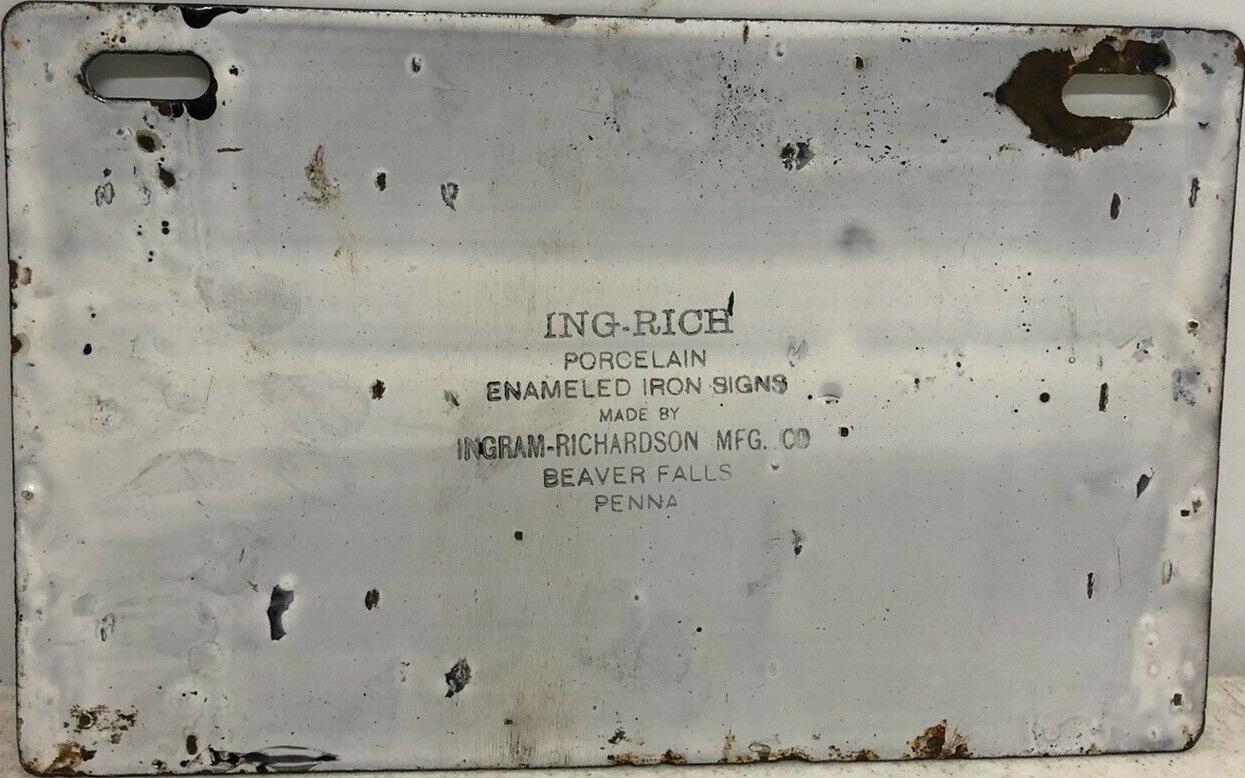 ING-RICH
PORCELAIN
ENAMELED IRON SIGNS
MADE BY
INGRAM-RICHARDSON MFG. CO
BEAVER FALLS
PENNA